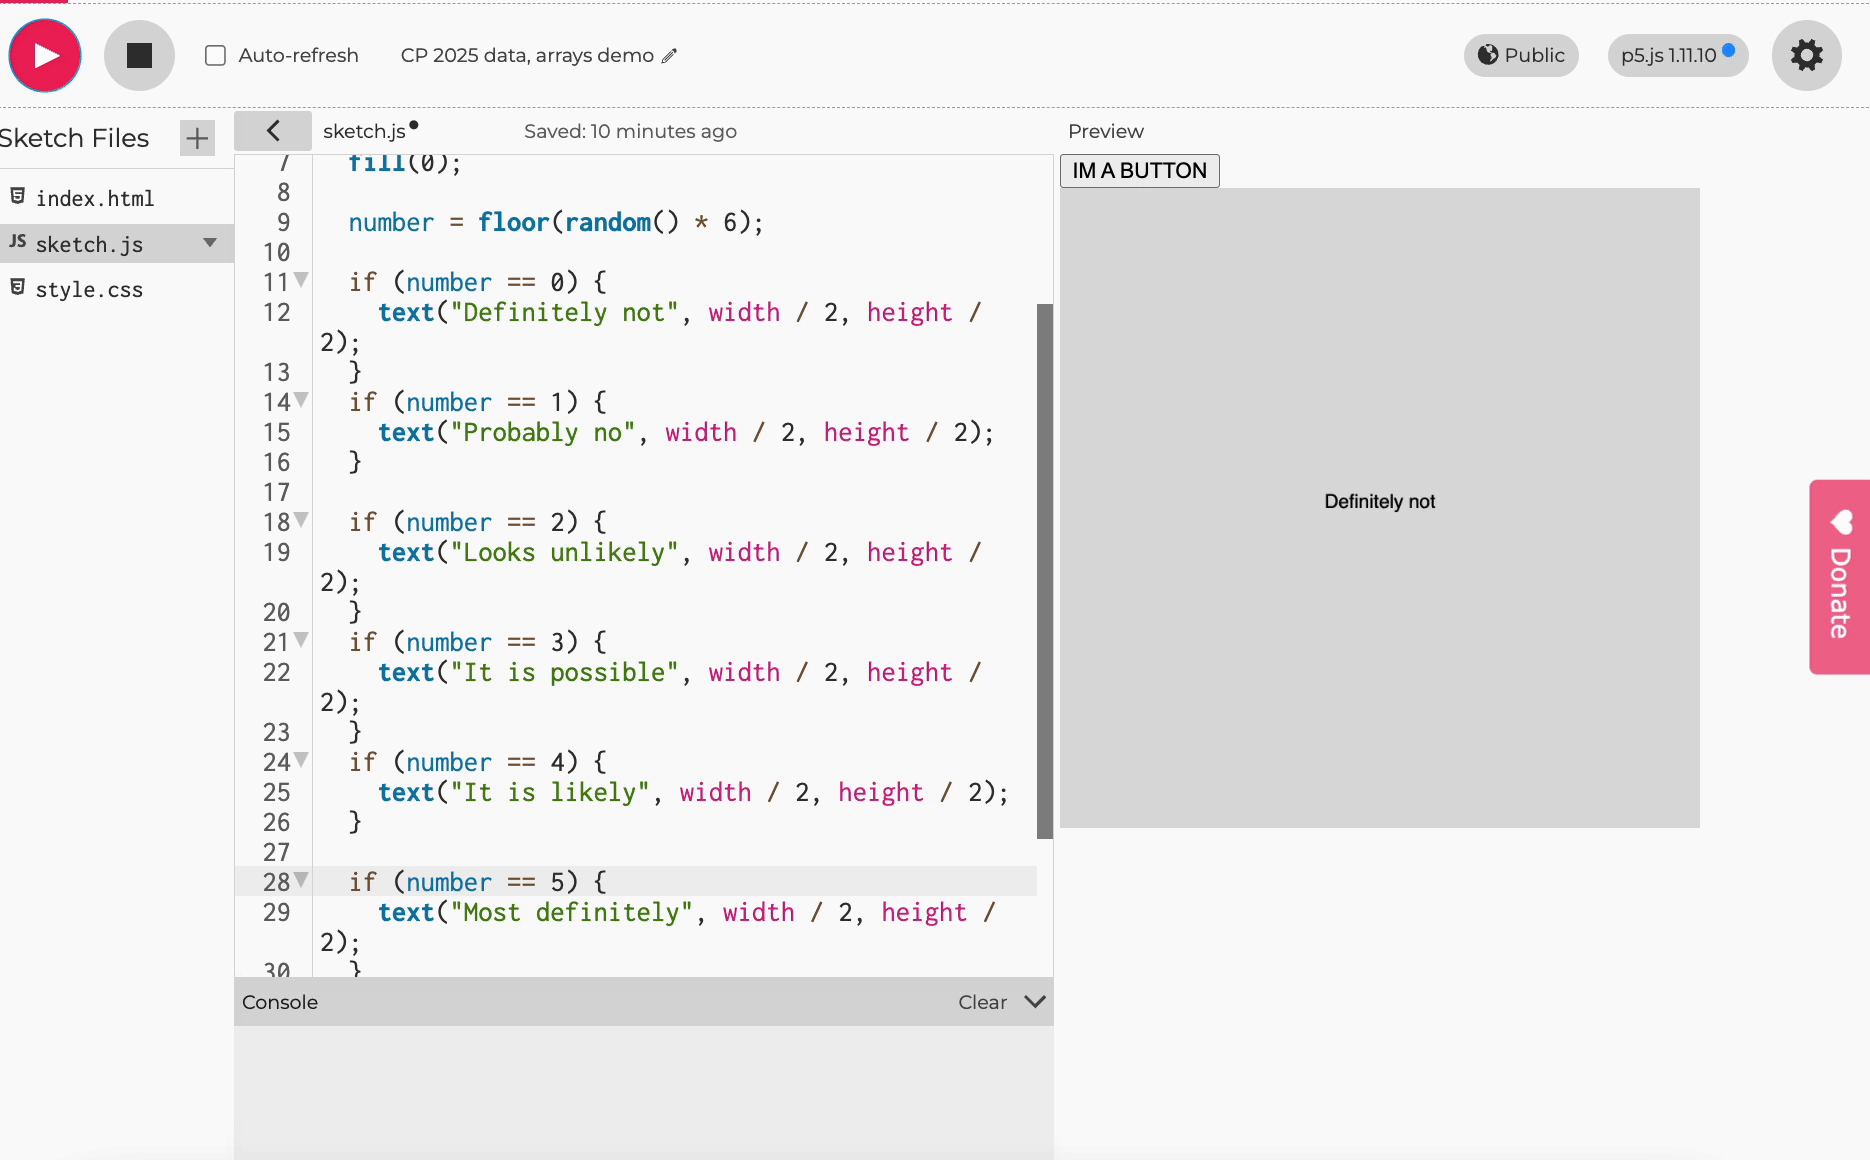 Auto-refresh
CP 2025 data, arrays demo
Public
p5.js 1.11.10
Sketch Files
+
index.html
JS sketch.js
style.css
sketch.js
Saved: 10 minutes ago
7 fill(0);
8
9 number = floor(random() * 6);
10
11 if (number == 0) {
12 text("Definitely not", width / 2, height /
2);
13 }
14 if (number == 1) {
15 text("Probably no", width / 2, height / 2);
16 }
17
18 if (number == 2) {
19 text("Looks unlikely", width / 2, height /
2);
20 }
21 if (number == 3) {
22 text("It is possible", width / 2, height /
2);
23 }
24 if (number == 4) {
25 text("It is likely", width / 2, height / 2);
26 }
27
28 if (number == 5) {
29 text("Most definitely", width / 2, height /
2);
30 }
Console
Clear
Preview
IM A BUTTON
Definitely not
Donate